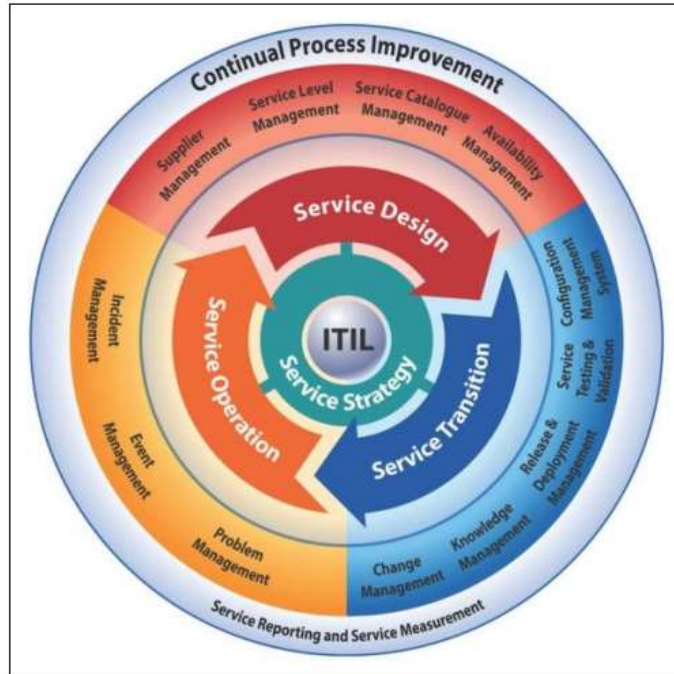 Continual Process Improvement
Supplier
Management
Service Level
Management
Service Catalogue
Management
Availability
Management
Configuration
Management
System
Service
Testing &
Validation
Release &
Deployment
Management
Knowledge
Management
Change
Management
Problem
Management
Event
Management
Incident
Management
Service Design
Service Transition
Service Operation
Service Strategy
ITIL
Service Reporting and Service Measurement